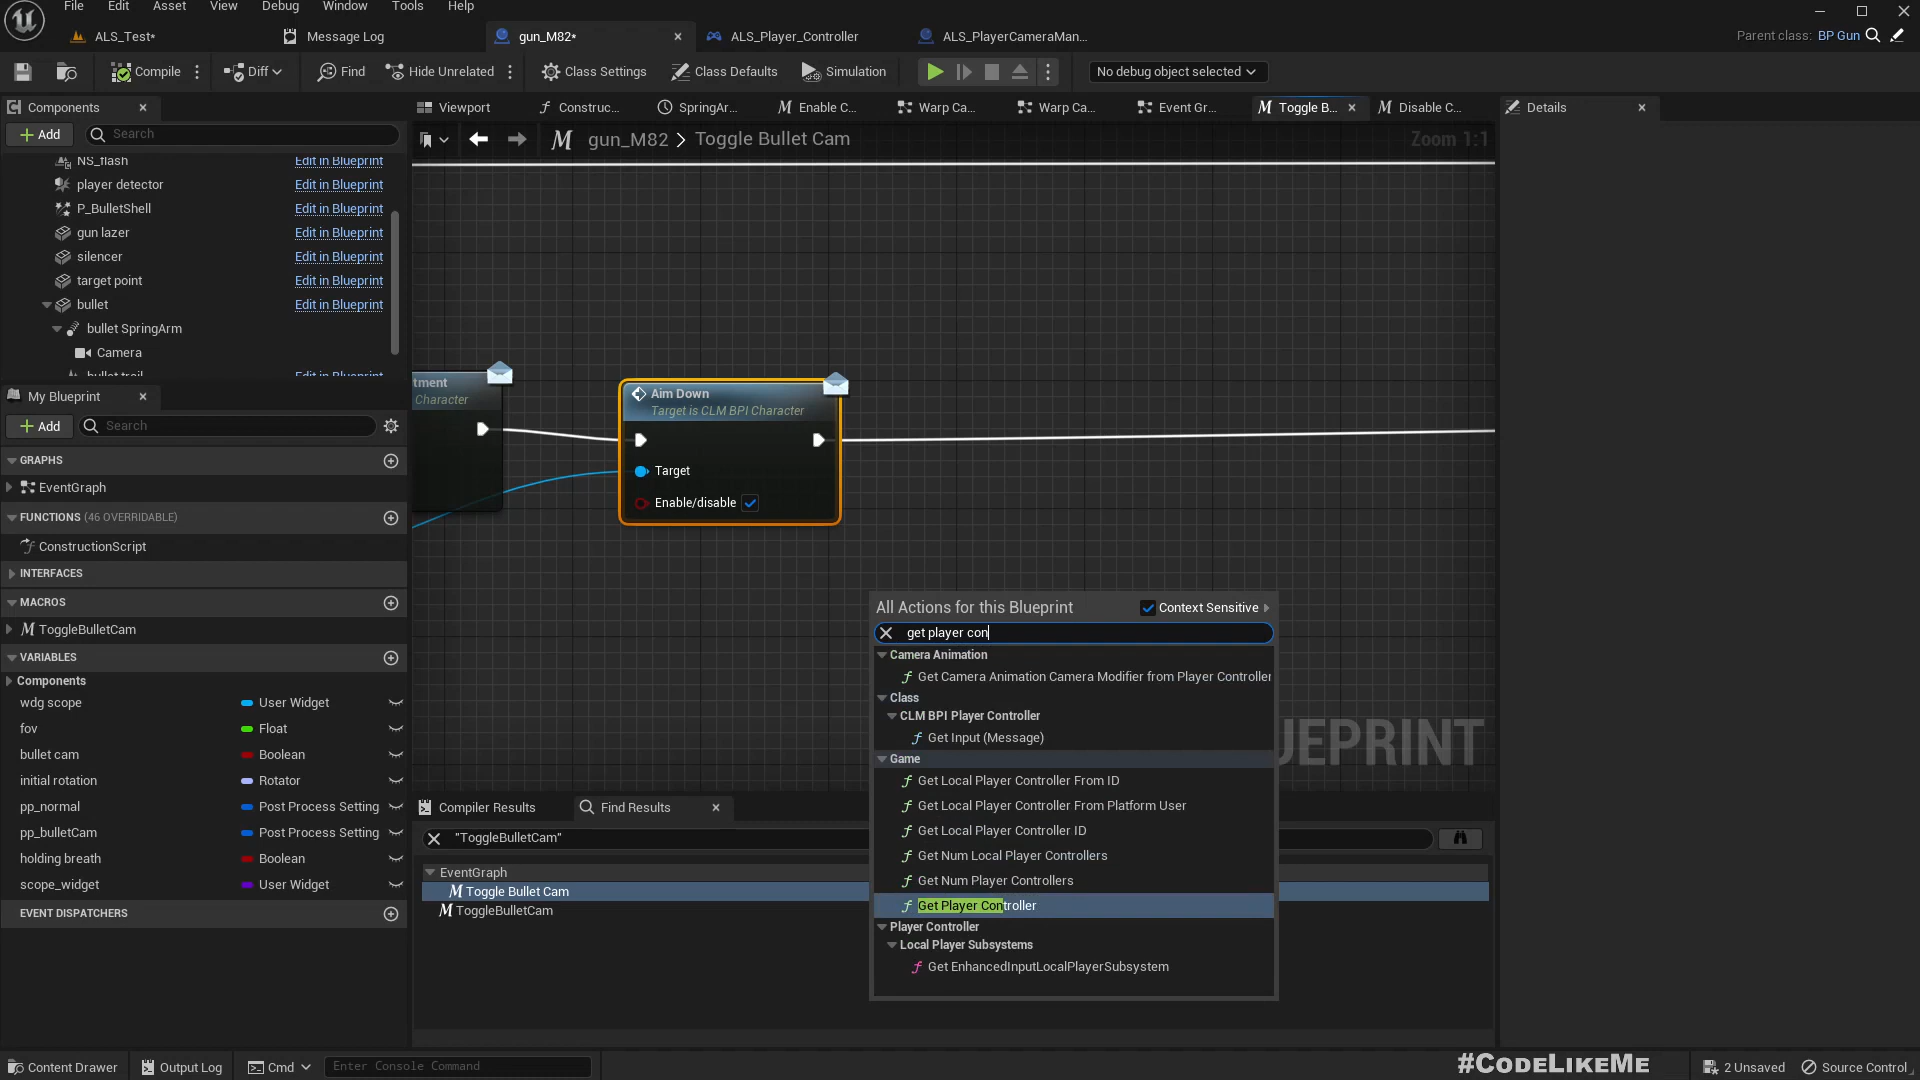 File Edit Asset View Debug Window Tools Help
ALS_Test* Message Log gun_M82* ALS_Player_Controller ALS_PlayerCameraMan... Parent class: BP Gun
Compile Diff Find Hide Unrelated Class Settings Class Defaults Simulation No debug object selected
Components Viewport Construc... SpringAr... Enable C... Warp Ca... Warp Ca... Event Gr... Toggle B... Disable C... Details
Add Search gun_M82 Toggle Bullet Cam Zoom 1:1
NS_flash Edit in Blueprint
player detector Edit in Blueprint
P_BulletShell Edit in Blueprint
gun lazer Edit in Blueprint
silencer Edit in Blueprint
target point Edit in Blueprint
bullet Edit in Blueprint
bullet SpringArm
Camera
bullet trail Edit in Blueprint
tment
Character
Aim Down
Target is CLM BPI Character
Target
Enable/disable
My Blueprint
Add Search
GRAPHS
EventGraph
FUNCTIONS (46 OVERRIDABLE)
ConstructionScript
INTERFACES
MACROS
ToggleBulletCam
VARIABLES
Components
wdg scope User Widget
fov Float
bullet cam Boolean
initial rotation Rotator
pp_normal Post Process Setting
pp_bulletCam Post Process Setting
holding breath Boolean
scope_widget User Widget
EVENT DISPATCHERS
All Actions for this Blueprint Context Sensitive
get player con
Camera Animation
Get Camera Animation Camera Modifier from Player Controller
Class
CLM BPI Player Controller
Get Input (Message)
Game
Get Local Player Controller From ID
Get Local Player Controller From Platform User
Get Local Player Controller ID
Get Num Local Player Controllers
Get Num Player Controllers
Get Player Controller
Player Controller
Local Player Subsystems
Get EnhancedInputLocalPlayerSubsystem
UEPRINT
Compiler Results Find Results
"ToggleBulletCam"
EventGraph
Toggle Bullet Cam
ToggleBulletCam
Content Drawer Output Log Cmd Enter Console Command #CODELIKEME 2 Unsaved Source Control